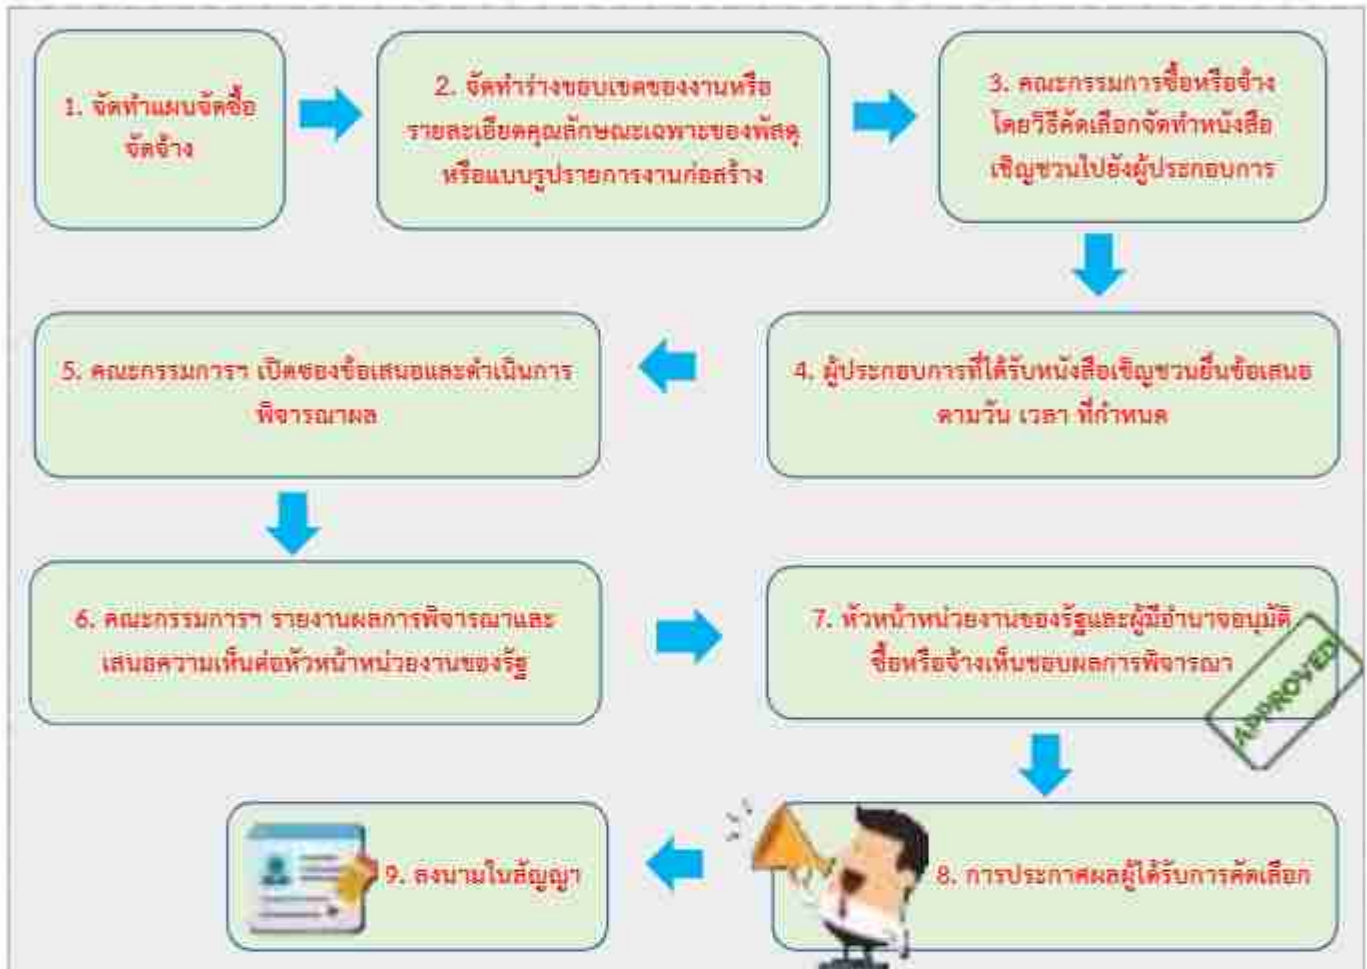 1. จัดทำแผนจัดซื้อ
จัดจ้าง
2. จัดทำร่างขอบเขตของงานหรือ
รายละเอียดคุณลักษณะเฉพาะของพัสดุ
หรือแบบรูปรายการงานก่อสร้าง
3. คณะกรรมการซื้อหรือจ้าง
โดยวิธีคัดเลือกจัดทำหนังสือ
เชิญชวนไปยังผู้ประกอบการ
4. ผู้ประกอบการที่ได้รับหนังสือเชิญชวนยื่นข้อเสนอ
ตามวัน เวลา ที่กำหนด
5. คณะกรรมการฯ เปิดซองข้อเสนอและดำเนินการ
พิจารณาผล
6. คณะกรรมการฯ รายงานผลการพิจารณาและ
เสนอความเห็นต่อหัวหน้าหน่วยงานของรัฐ
7. หัวหน้าหน่วยงานของรัฐและผู้มีอำนาจอนุมัติ
ซื้อหรือจ้างเห็นชอบผลการพิจารณา
APPROVED
8. การประกาศผลผู้ได้รับการคัดเลือก
9. ลงนามในสัญญา